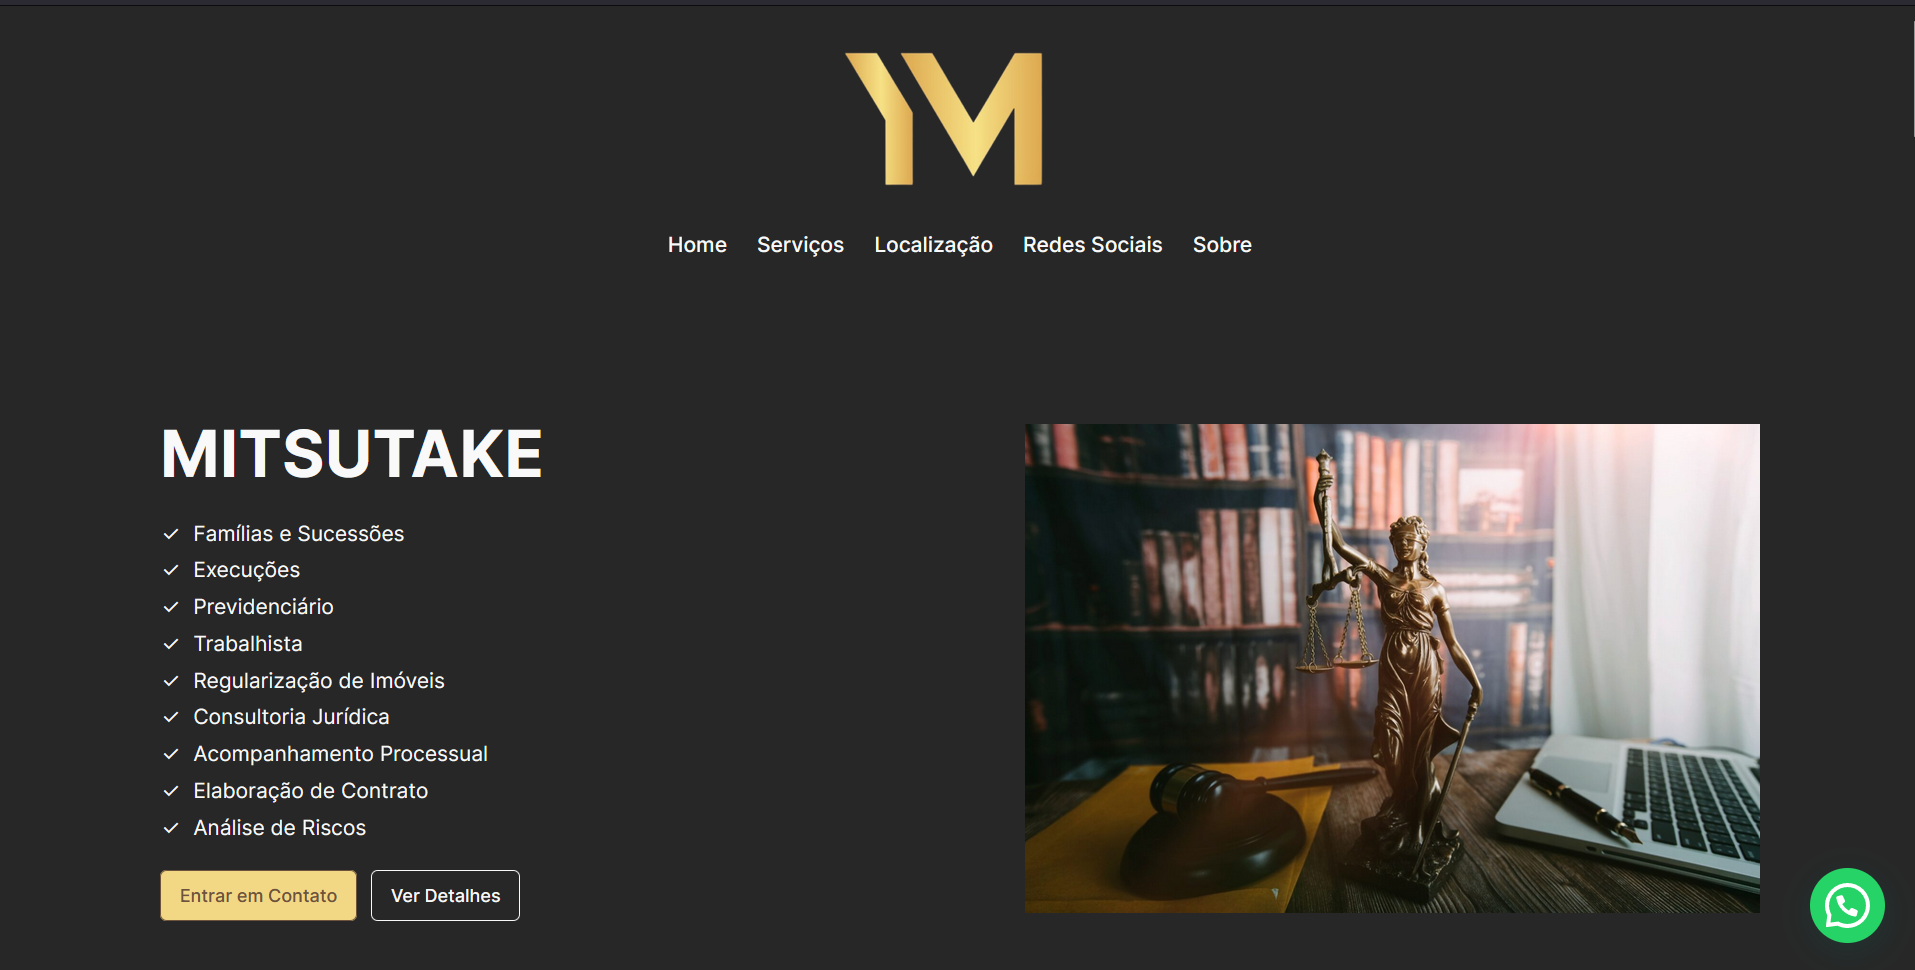 YM
Home Serviços Localização Redes Sociais Sobre
MITSUTAKE
Famílias e Sucessões
Execuções
Previdenciário
Trabalhista
Regularização de Imóveis
Consultoria Jurídica
Acompanhamento Processual
Elaboração de Contrato
Análise de Riscos
Entrar em Contato Ver Detalhes